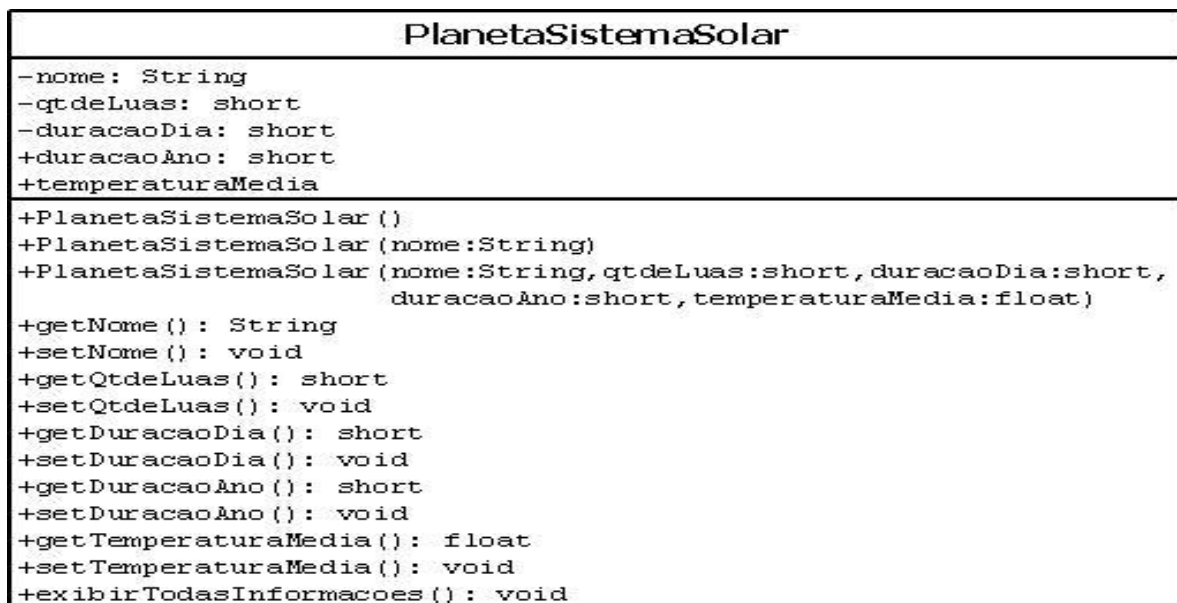 PlanetaSistemaSolar
-nome: String
-qtdeLuas: short
-duracaoDia: short
+duracaoAno: short
+temperaturaMedia
+PlanetaSistemaSolar()
+PlanetaSistemaSolar(nome:String)
+PlanetaSistemaSolar(nome:String,qtdeLuas:short,duracaoDia:short,
duracaoAno:short,temperaturaMedia:float)
+getNome(): String
+setNome(): void
+getQtdeLuas(): short
+setQtdeLuas(): void
+getDuracaoDia(): short
+setDuracaoDia(): void
+getDuracaoAno(): short
+setDuracaoAno(): void
+getTemperaturaMedia(): float
+setTemperaturaMedia(): void
+exibirTodasInformacoes(): void